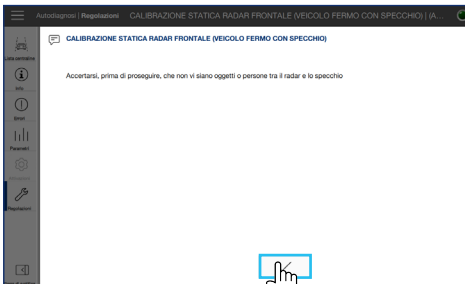 Autodiagnosi | Regolazioni CALIBRAZIONE STATICA RADAR FRONTALE (VEICOLO FERMO CON SPECCHIO) | (A...
CALIBRAZIONE STATICA RADAR FRONTALE (VEICOLO FERMO CON SPECCHIO)
Lista centraline
Accertarsi, prima di proseguire, che non vi siano oggetti o persone tra il radar e lo specchio
Info
Errori
Parametri
Attivazioni
Regolazioni